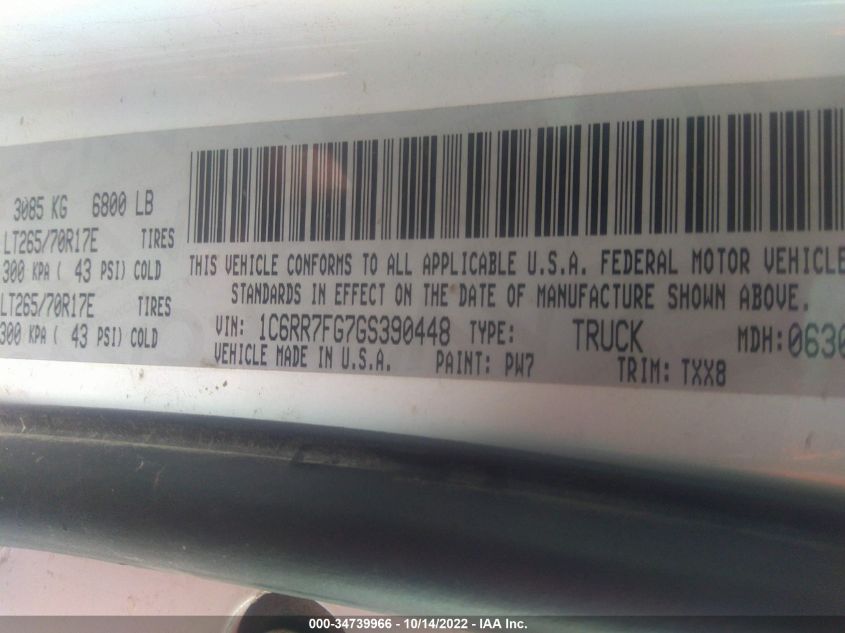 3085 KG 6800 LB
LT265/70R17E TIRES
300 KPA ( 43 PSI) COLD
LT265/70R17E TIRES
300 KPA ( 43 PSI) COLD
THIS VEHICLE CONFORMS TO ALL APPLICABLE U.S.A. FEDERAL MOTOR VEHICLE
STANDARDS IN EFFECT ON THE DATE OF MANUFACTURE SHOWN ABOVE.
VIN: 1C6RR7FG7GS390448 TYPE: TRUCK MDH: 0630
VEHICLE MADE IN U.S.A. PAINT: PW7 TRIM: TXX8
000-34739966 - 10/14/2022 - IAA Inc.